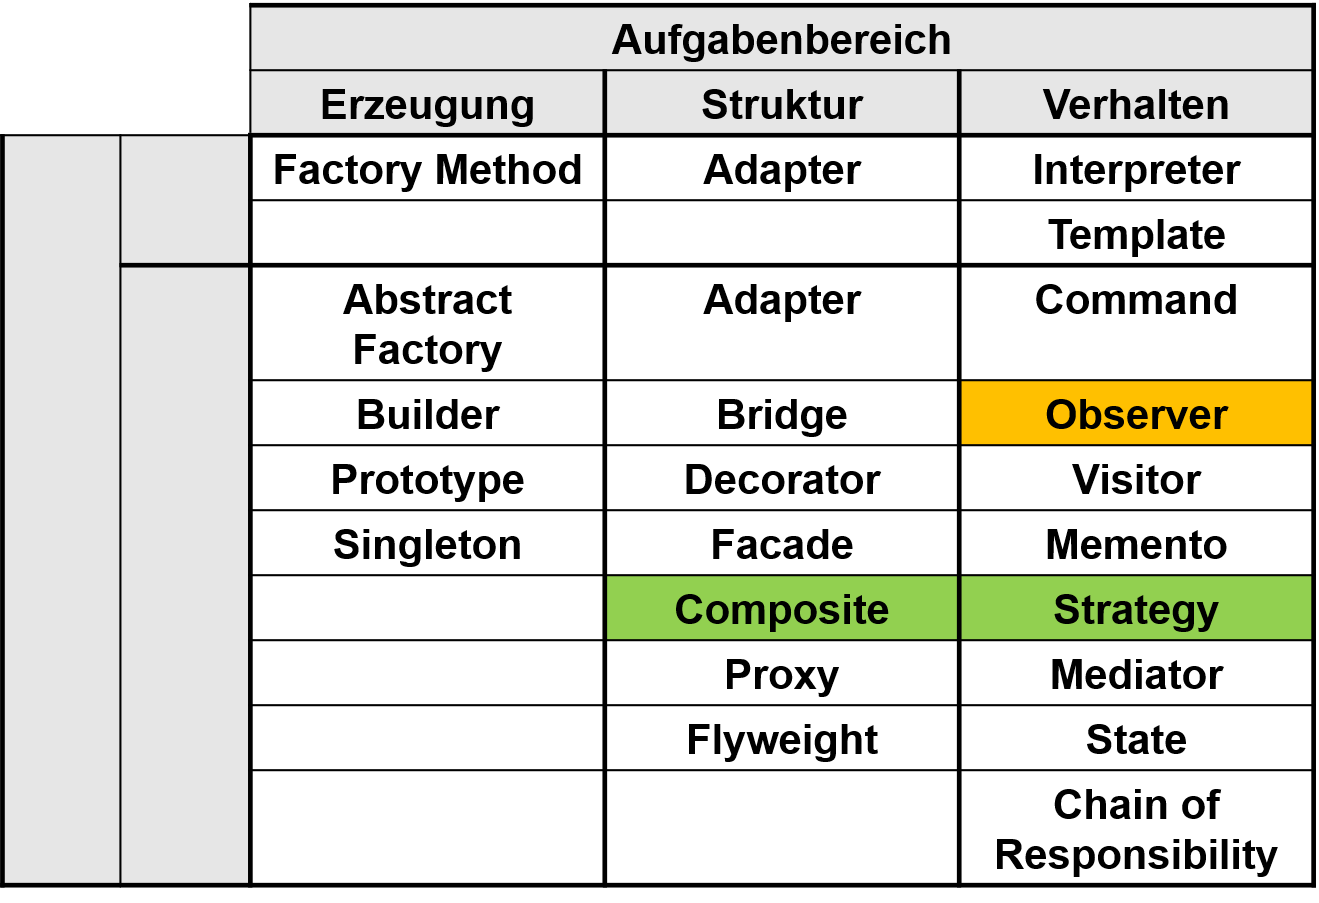 Aufgabenbereich
Erzeugung Struktur Verhalten
Factory Method Adapter Interpreter
Template
Abstract Adapter Command
Factory
Builder Bridge Observer
Prototype Decorator Visitor
Singleton Facade Memento
Composite Strategy
Proxy Mediator
Flyweight State
Chain of
Responsibility